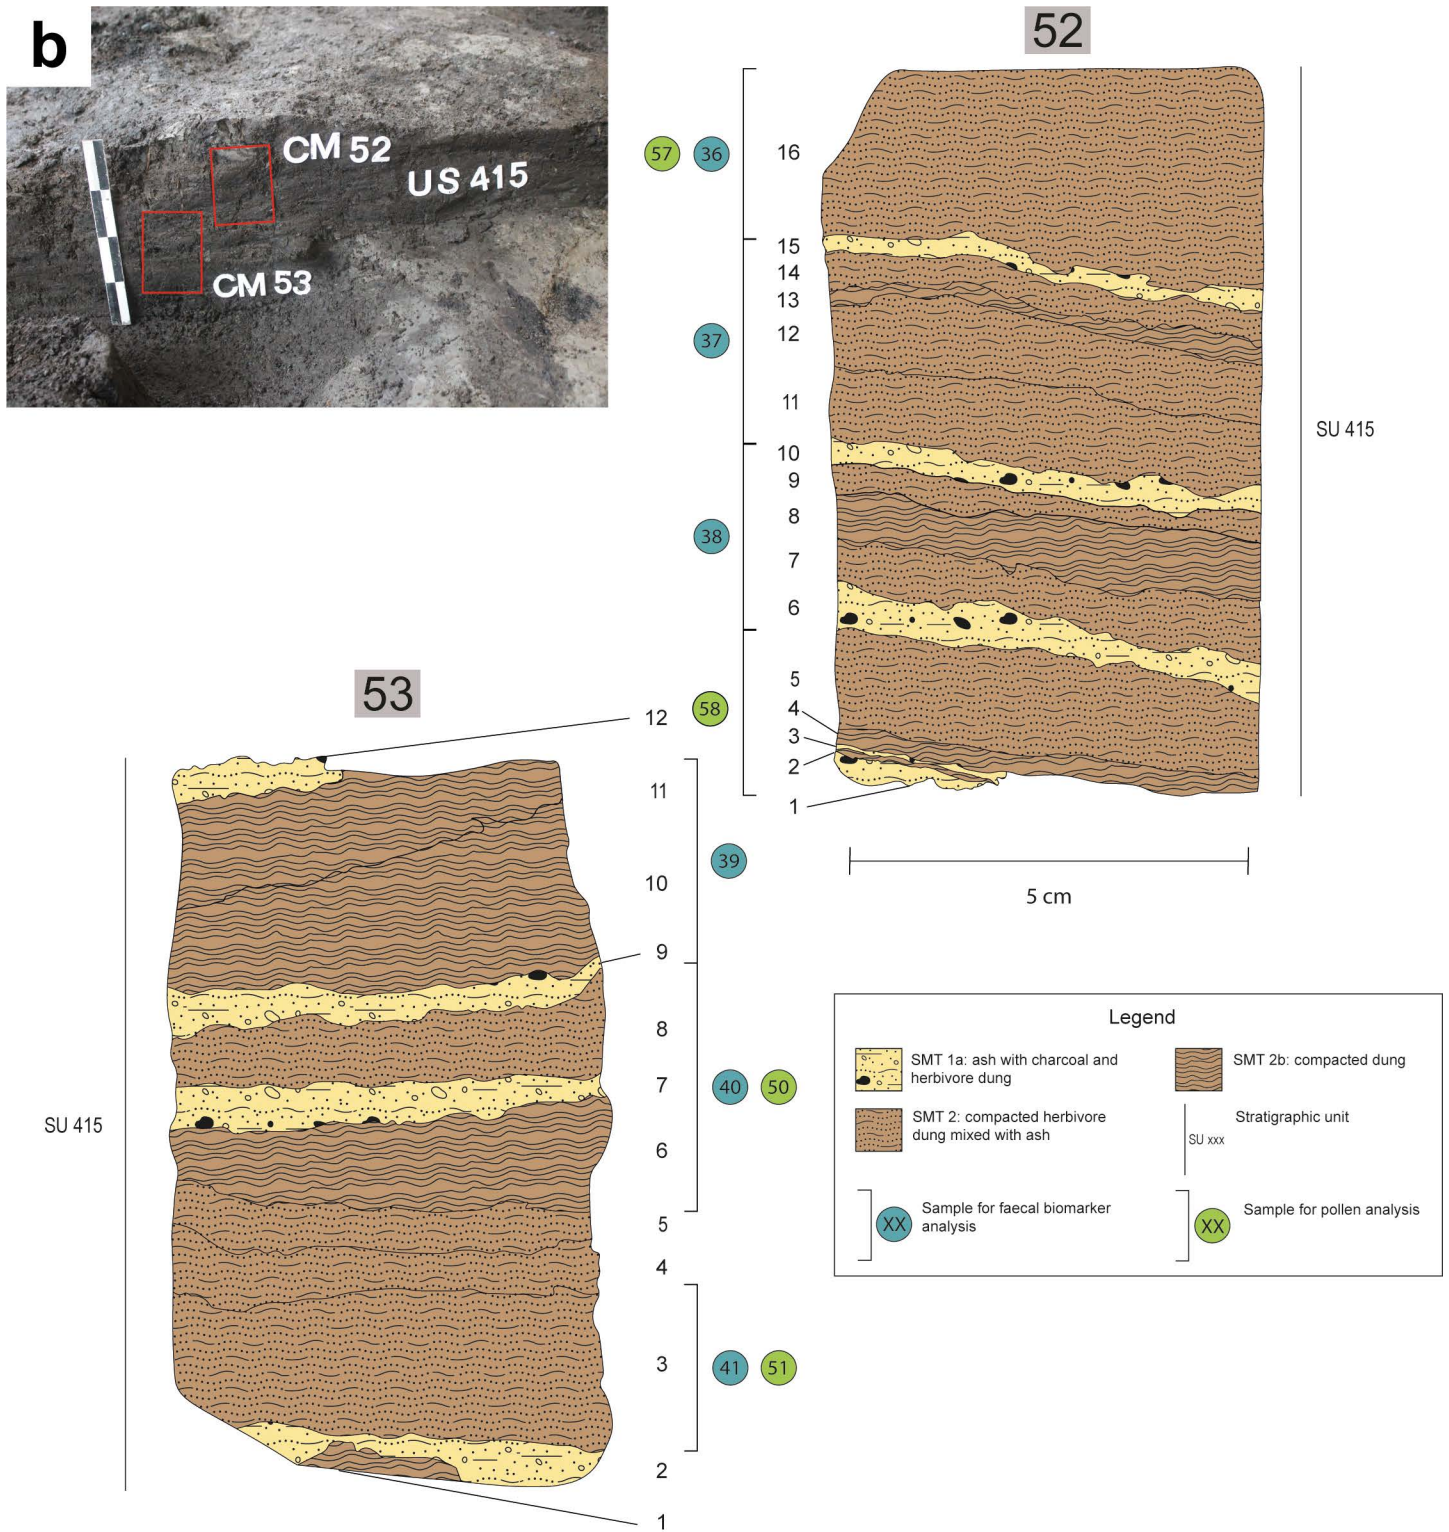 b
CM 52
US 415
CM 53
52
57
36
16
15
14
13
12
37
11
10
9
8
38
7
6
5
58
4
3
2
1
SU 415
5 cm
53
12
11
39
10
9
8
7
40
50
6
5
4
3
41
51
2
1
SU 415
Legend
SMT 1a: ash with charcoal and
herbivore dung
SMT 2b: compacted dung
SMT 2: compacted herbivore
dung mixed with ash
SU xxx
Stratigraphic unit
XX
Sample for faecal biomarker
analysis
XX
Sample for pollen analysis